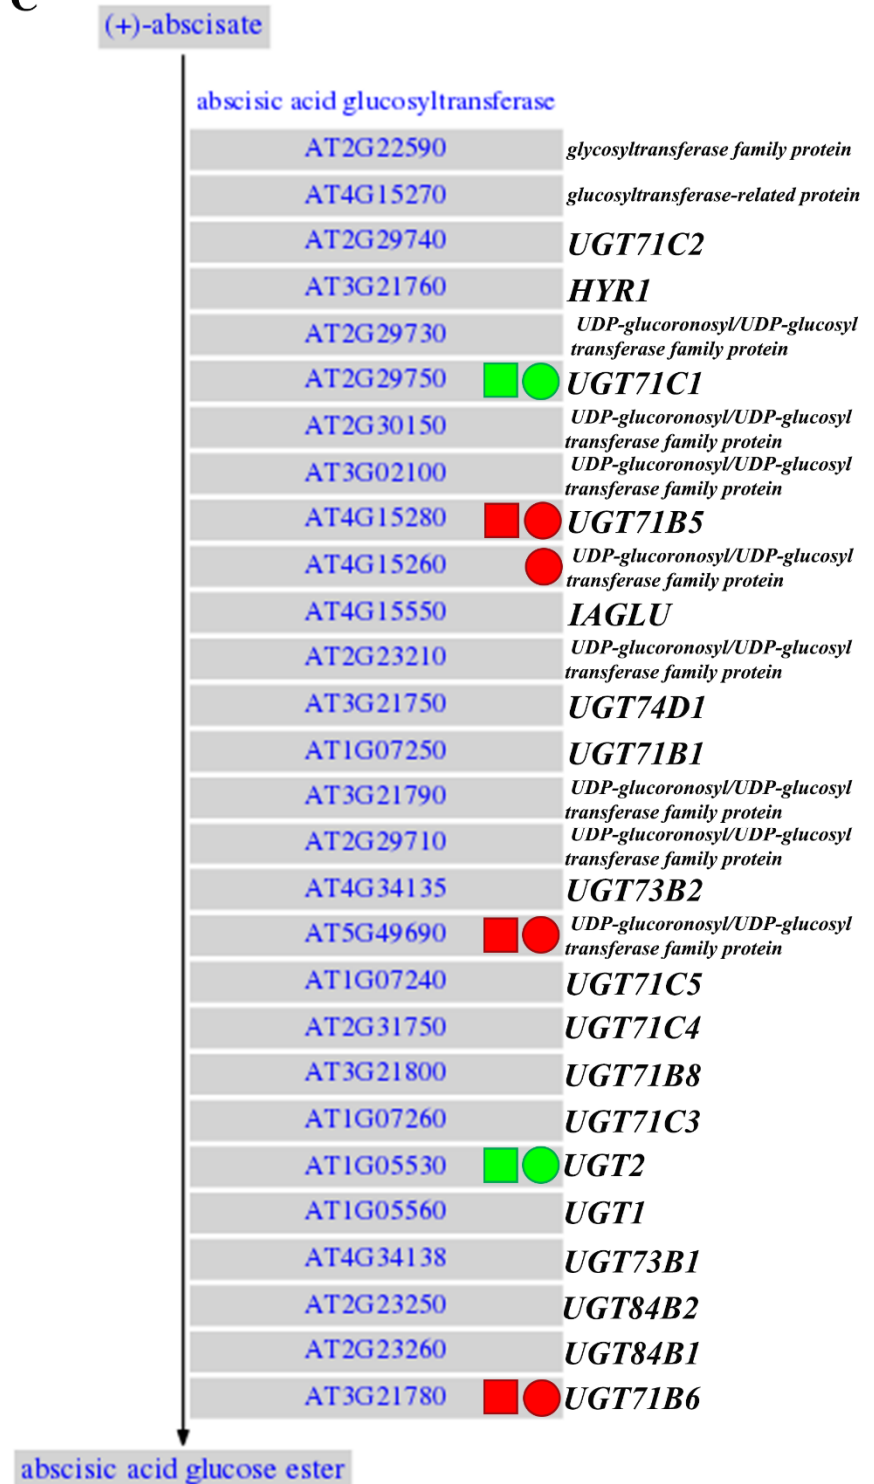 C
(+)-abscisate
abscisic acid glucosyltransferase
AT2G22590 glycosyltransferase family protein
AT4G15270 glucosyltransferase-related protein
AT2G29740 UGT71C2
AT3G21760 HYR1
AT2G29730 UDP-glucoronosyl/UDP-glucosyl
transferase family protein
AT2G29750 UGT71C1
AT2G30150 UDP-glucoronosyl/UDP-glucosyl
transferase family protein
AT3G02100 UDP-glucoronosyl/UDP-glucosyl
transferase family protein
AT4G15280 UGT71B5
AT4G15260 UDP-glucoronosyl/UDP-glucosyl
transferase family protein
AT4G15550 IAGLU
AT2G23210 UDP-glucoronosyl/UDP-glucosyl
transferase family protein
AT3G21750 UGT74D1
AT1G07250 UGT71B1
AT3G21790 UDP-glucoronosyl/UDP-glucosyl
transferase family protein
AT2G29710 UDP-glucoronosyl/UDP-glucosyl
transferase family protein
AT4G34135 UGT73B2
AT5G49690 UDP-glucoronosyl/UDP-glucosyl
transferase family protein
AT1G07240 UGT71C5
AT2G31750 UGT71C4
AT3G21800 UGT71B8
AT1G07260 UGT71C3
AT1G05530 UGT2
AT1G05560 UGT1
AT4G34138 UGT73B1
AT2G23250 UGT84B2
AT2G23260 UGT84B1
AT3G21780 UGT71B6
abscisic acid glucose ester